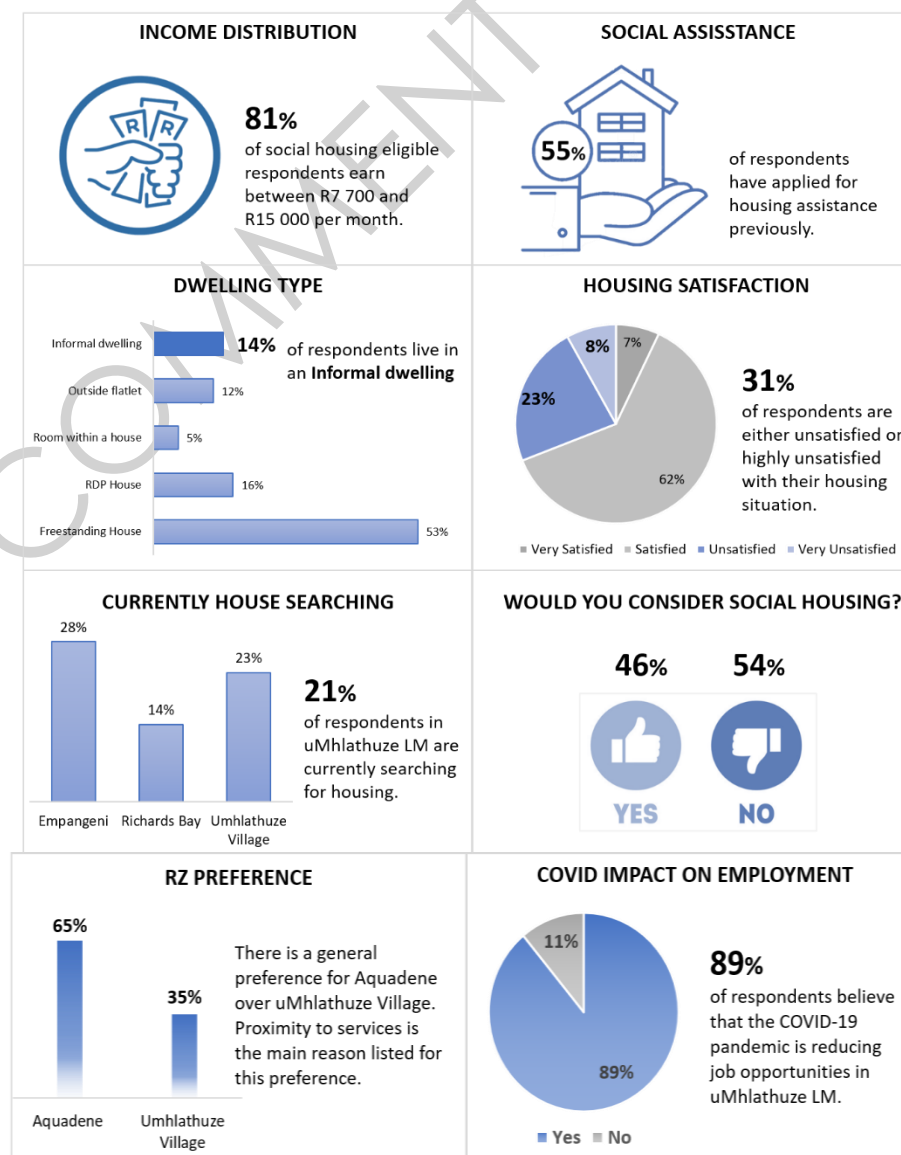 INCOME DISTRIBUTION
R R
81%
of social housing eligible
respondents earn
between R7 700 and
R15 000 per month.
SOCIAL ASSISSTANCE
55%
of respondents
have applied for
housing assistance
previously.
DWELLING TYPE
Informal dwelling
14%
of respondents live in
an Informal dwelling
Outside flatlet
12%
Room within a house
5%
RDP House
16%
Freestanding House
53%
HOUSING SATISFACTION
8%
7%
23%
62%
31%
of respondents are
either unsatisfied or
highly unsatisfied
with their housing
situation.
Very Satisfied
Satisfied
Unsatisfied
Very Unsatisfied
CURRENTLY HOUSE SEARCHING
28%
14%
23%
Empangeni
Richards Bay
Umhlathuze
Village
21%
of respondents in
uMhlathuze LM are
currently searching
for housing.
WOULD YOU CONSIDER SOCIAL HOUSING?
46%
54%
YES
NO
RZ PREFERENCE
65%
35%
Aquadene
Umhlathuze
Village
There is a general
preference for Aquadene
over uMhlathuze Village.
Proximity to services is
the main reason listed for
this preference.
COVID IMPACT ON EMPLOYMENT
11%
89%
Yes
No
89%
of respondents believe
that the COVID-19
pandemic is reducing
job opportunities in
uMhlathuze LM.
COMMENT